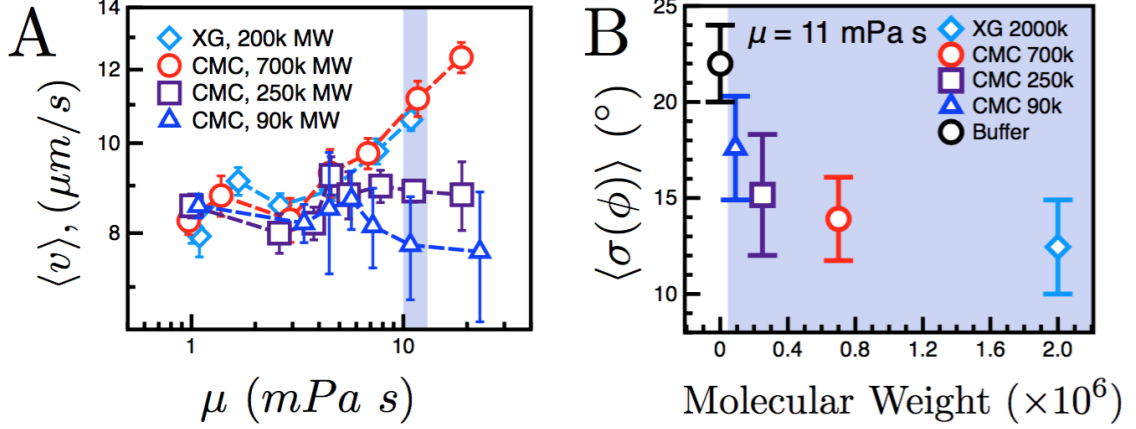 A
14
12
10
8
⟨v⟩, (μm/s)
XG, 200k MW
CMC, 700k MW
CMC, 250k MW
CMC, 90k MW
1
10
μ (mPa s)
B
25
20
15
10
⟨σ(ϕ)⟩ (°)
μ = 11 mPa s
XG 2000k
CMC 700k
CMC 250k
CMC 90k
Buffer
0 0.4 0.8 1.2 1.6 2.0
Molecular Weight (×10⁶)